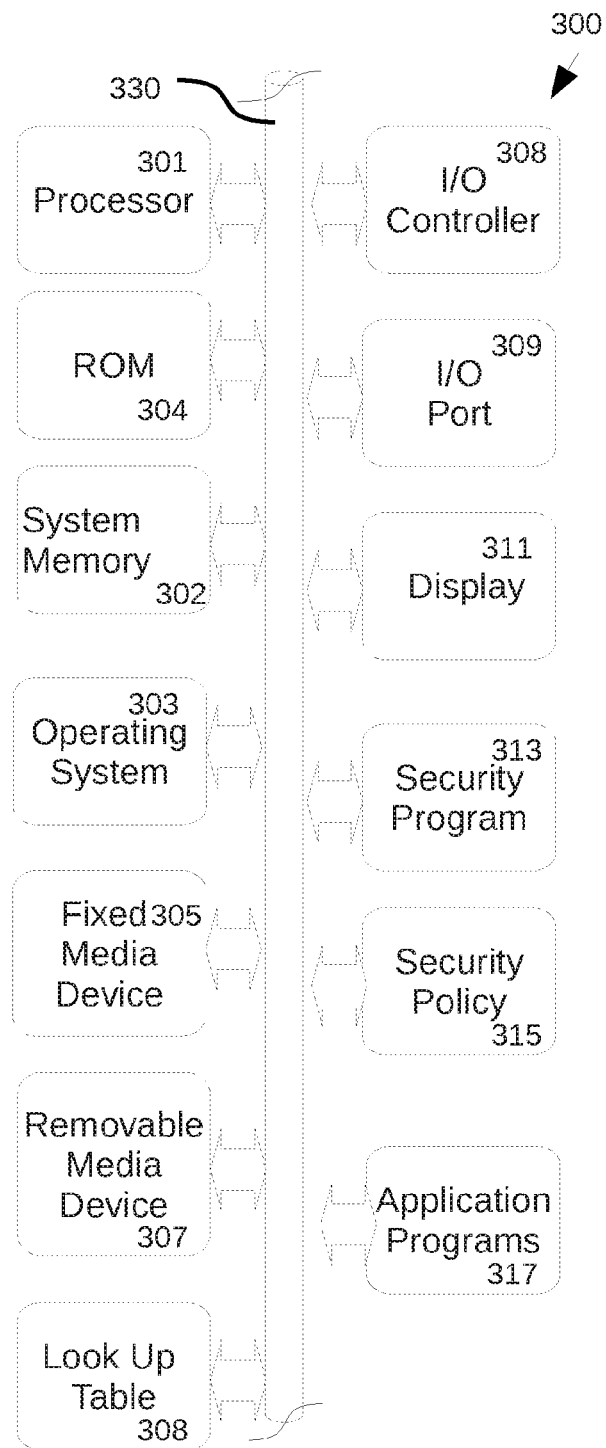 300
330
301
Processor
ROM
304
System
Memory
302
303
Operating
System
Fixed 305
Media
Device
Removable
Media
Device
307
Look Up
Table
308
308
I/O
Controller
309
I/O
Port
311
Display
313
Security
Program
Security
Policy
315
Application
Programs
317